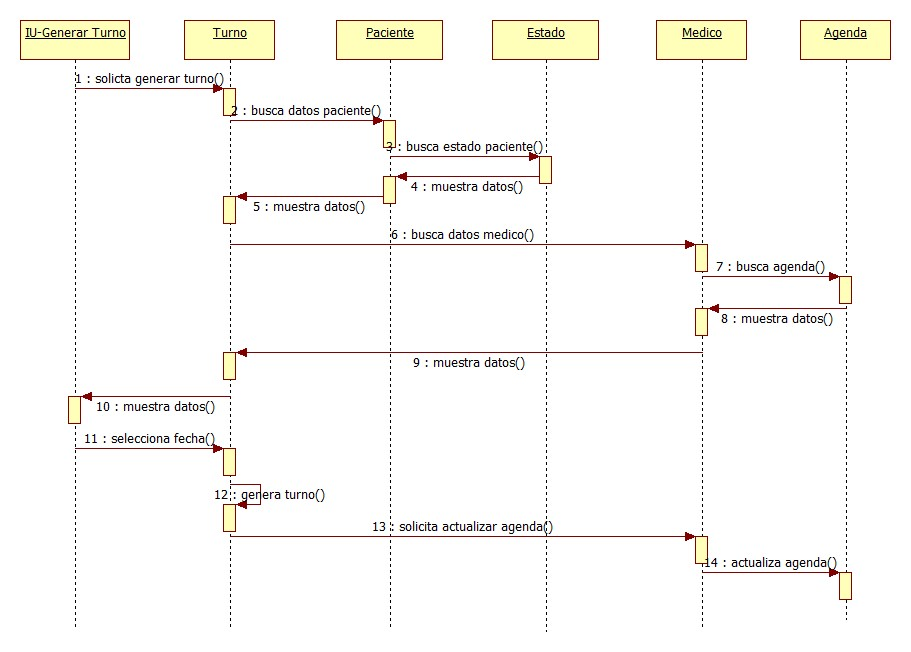 IU-Generar Turno
Turno
Paciente
Estado
Medico
Agenda
1 : solicta generar turno()
2 : busca datos paciente()
3 : busca estado paciente()
4 : muestra datos()
5 : muestra datos()
6 : busca datos medico()
7 : busca agenda()
8 : muestra datos()
9 : muestra datos()
10 : muestra datos()
11 : selecciona fecha()
12 : genera turno()
13 : solicita actualizar agenda()
14 : actualiza agenda()